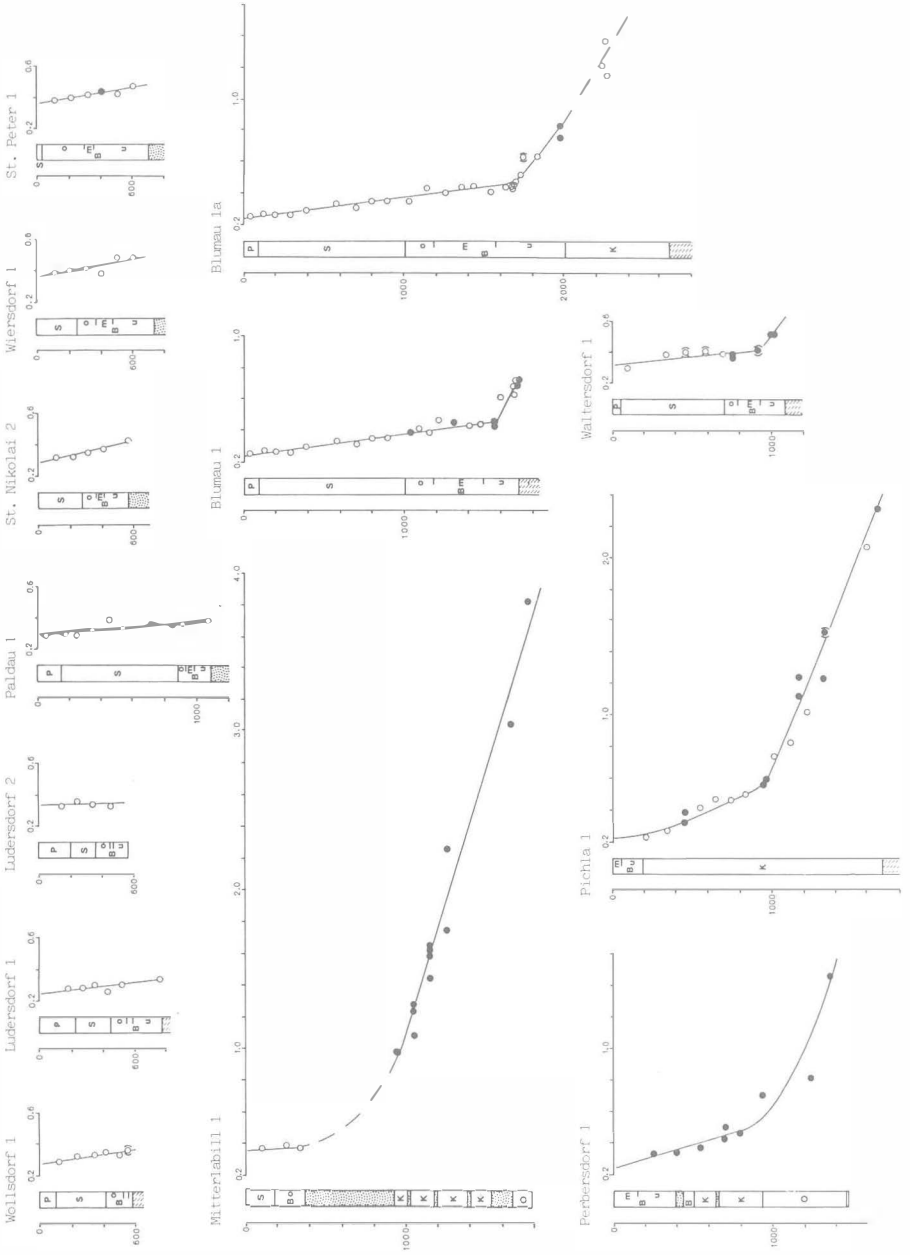 Wollsdorf 1
0.2 0.6
0
P S o B
600
Ludersdorf 1
0.2 0.6
0
P S o u
B
600
Ludersdorf 2
0.2 0.6
0
P S o u
B
600
Paldau 1
0.2 0.6
0
P S o m u
B
1000
St. Nikolai 2
0.2 0.6
0
S o m u
B
600
Wiersdorf 1
0.2 0.6
0
S o m u
B
600
St. Peter 1
0.2 0.6
0
S o m u
B
600
Mitterlabill 1
0.2 1.0 2.0 3.0 4.0
0
S B o K K K K O
1000
Blumau 1
0.2 1.0
0
P S o m u
B
1000
Blumau 1a
0.2 1.0
0
P S o m u K
B
1000
2000
Perbersdorf 1
0.2 1.0
0
m u
B B K K O
1000
Pichla 1
0.2 1.0 2.0
0
m u
B K
1000
Waltersdorf 1
0.2 0.6
0
P S o m u
B
1000